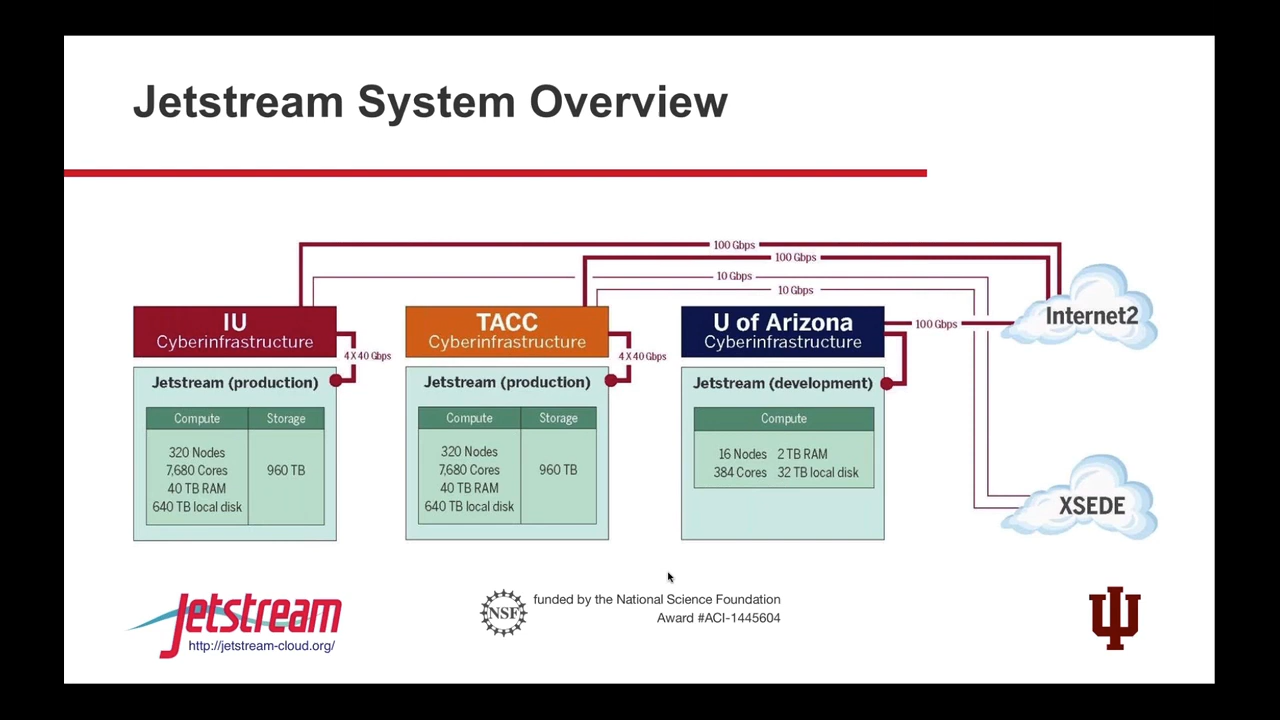 Jetstream System Overview
100 Gbps
100 Gbps
10 Gbps
10 Gbps
IU
Cyberinfrastructure
4 X 40 Gbps
Jetstream (production)
Compute Storage
320 Nodes
7,680 Cores
40 TB RAM
640 TB local disk
960 TB
TACC
Cyberinfrastructure
4 X 40 Gbps
Jetstream (production)
Compute Storage
320 Nodes
7,680 Cores
40 TB RAM
640 TB local disk
960 TB
U of Arizona
Cyberinfrastructure
100 Gbps
Jetstream (development)
Compute
16 Nodes 2 TB RAM
384 Cores 32 TB local disk
Internet2
XSEDE
Jetstream
http://jetstream-cloud.org/
NSF
funded by the National Science Foundation
Award #ACI-1445604